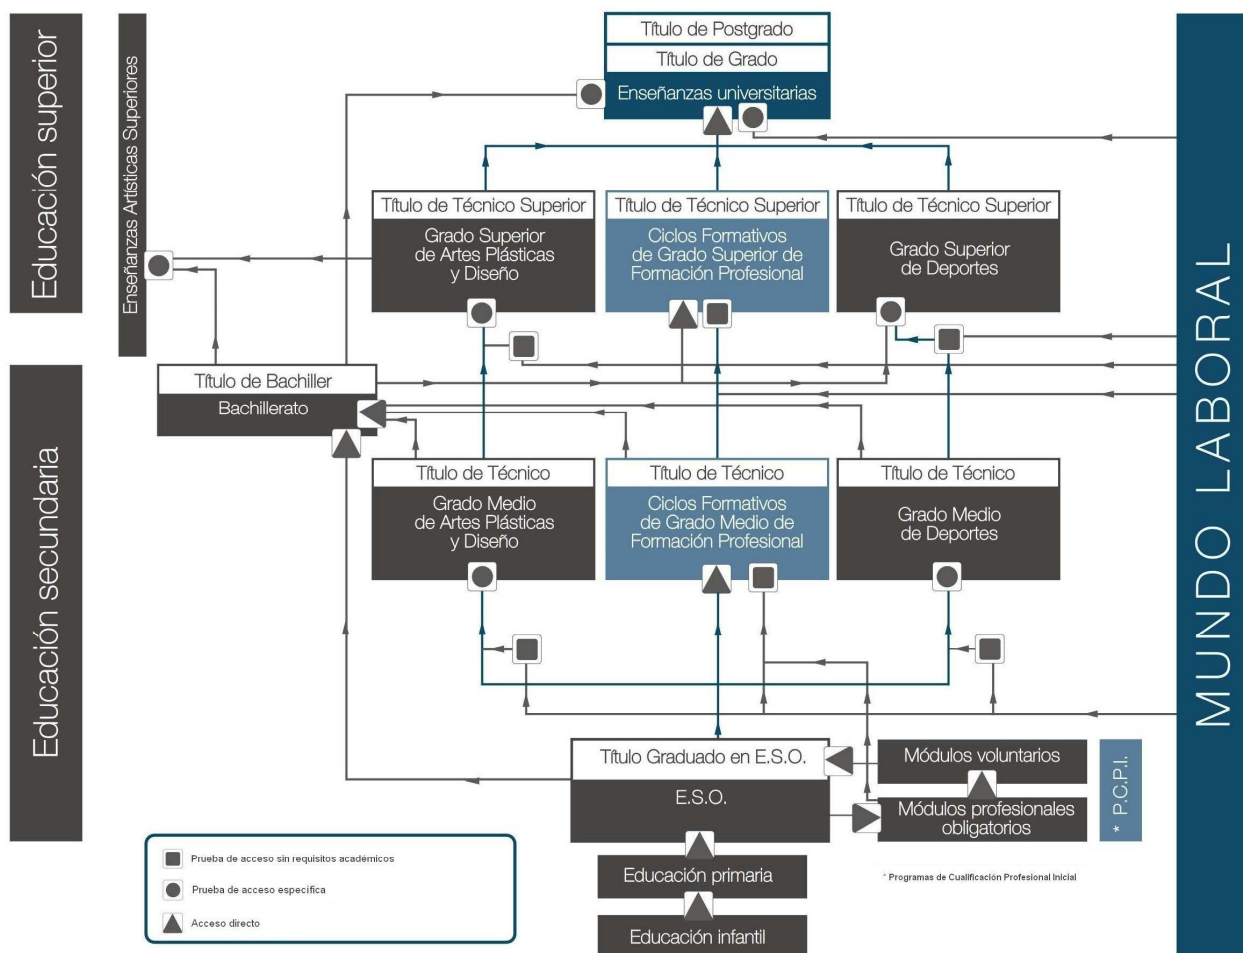 Educación superior
Enseñanzas Artísticas Superiores
Título de Postgrado
Título de Grado
Enseñanzas universitarias
Título de Técnico Superior
Grado Superior
de Artes Plásticas
y Diseño
Título de Técnico Superior
Ciclos Formativos
de Grado Superior de
Formación Profesional
Título de Técnico Superior
Grado Superior
de Deportes
MUNDO LABORAL
Educación secundaria
Título de Bachiller
Bachillerato
Título de Técnico
Grado Medio
de Artes Plásticas
y Diseño
Título de Técnico
Ciclos Formativos
de Grado Medio de
Formación Profesional
Título de Técnico
Grado Medio
de Deportes
Título Graduado en E.S.O.
E.S.O.
Módulos voluntarios
Módulos profesionales
obligatorios
* P.C.P.I.
Educación primaria
Educación infantil
* Programas de Cualificación Profesional Inicial
Prueba de acceso sin requisitos académicos
Prueba de acceso específica
Acceso directo